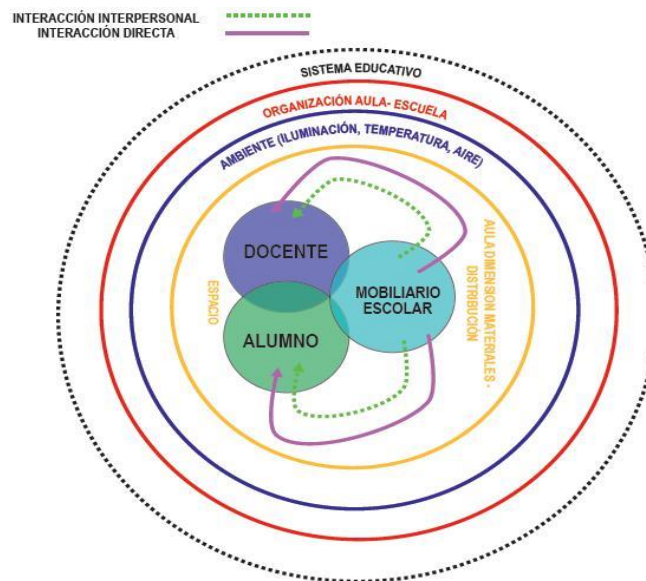 INTERACCIÓN INTERPERSONAL
INTERACCIÓN DIRECTA
SISTEMA EDUCATIVO
ORGANIZACIÓN AULA- ESCUELA
AMBIENTE (ILUMINACIÓN, TEMPERATURA, AIRE)
DOCENTE
MOBILIARIO
ESCOLAR
ALUMNO
ESPACIO
AULA DIMENSION MATERIALES -
DISTRIBUCIÓN